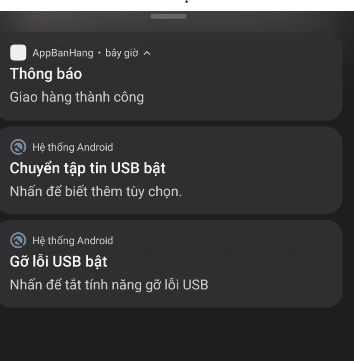 AppBanHang • bây giờ
Thông báo
Giao hàng thành công
Hệ thống Android
Chuyển tập tin USB bật
Nhấn để biết thêm tùy chọn.
Hệ thống Android
Gỡ lỗi USB bật
Nhấn để tắt tính năng gỡ lỗi USB